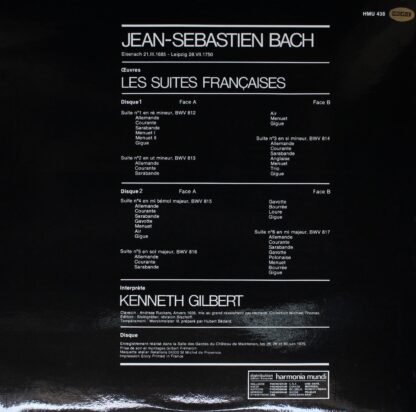 HMU 438
JEAN-SEBASTIEN BACH
Eisenach 21.III.1685 - Leipzig 28.VII.1750
Œuvres
LES SUITES FRANÇAISES
Disque 1 Face A
Suite n°1 en ré mineur, BWV 812
Allemande
Courante
Sarabande
Menuet I
Menuet II
Gigue
Suite n°2 en ut mineur, BWV 813
Allemande
Courante
Sarabande
Face B
Air
Menuet
Gigue
Suite n°3 en si mineur, BWV 814
Allemande
Courante
Sarabande
Anglaise
Menuet
Trio
Gigue
Disque 2 Face A
Suite n°4 en mi bémol majeur, BWV 815
Allemande
Courante
Sarabande
Gavotte
Menuet
Air
Gigue
Suite n°5 en sol majeur, BWV 816
Allemande
Courante
Sarabande
Face B
Gavotte
Bourrée
Loure
Gigue
Suite n°6 en mi majeur, BWV 817
Allemande
Courante
Sarabande
Gavotte
Polonaise
Menuet
Bourrée
Gigue
Interprète
KENNETH GILBERT
Disque
harmonia mundi